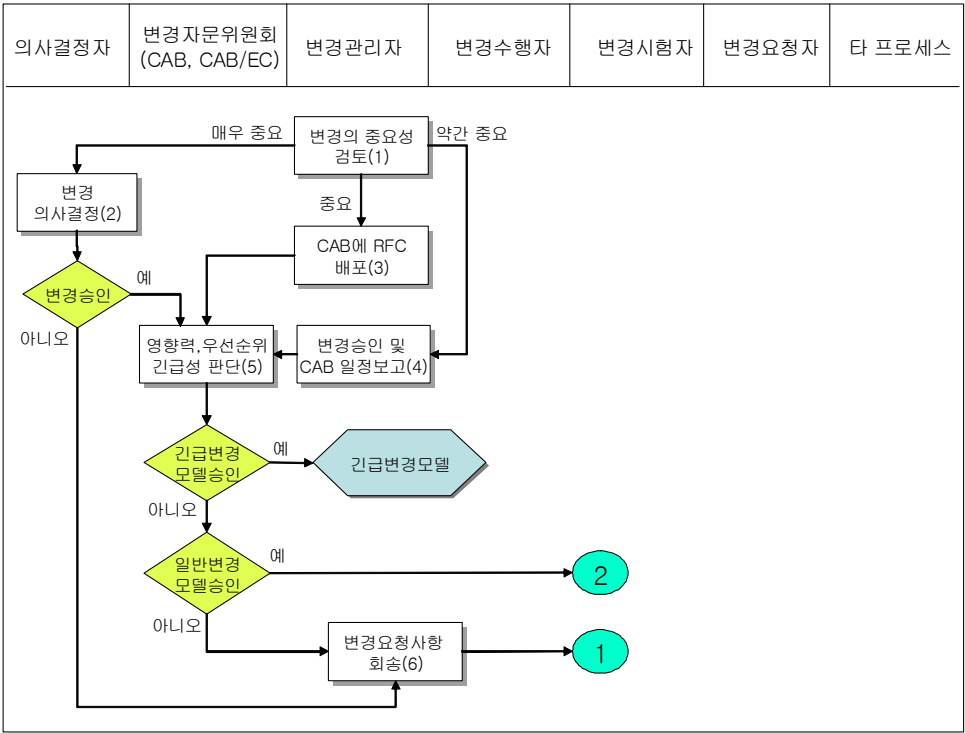 의사결정자
변경자문위원회
(CAB, CAB/EC)
변경관리자
변경수행자
변경시험자
변경요청자
타 프로세스
매우 중요
변경의 중요성
검토(1)
약간 중요
변경
의사결정(2)
중요
CAB에 RFC
배포(3)
변경승인
예
아니오
영향력,우선순위
긴급성 판단(5)
변경승인 및
CAB 일정보고(4)
긴급변경
모델승인
예
긴급변경모델
아니오
일반변경
모델승인
예
2
아니오
변경요청사항
회송(6)
1